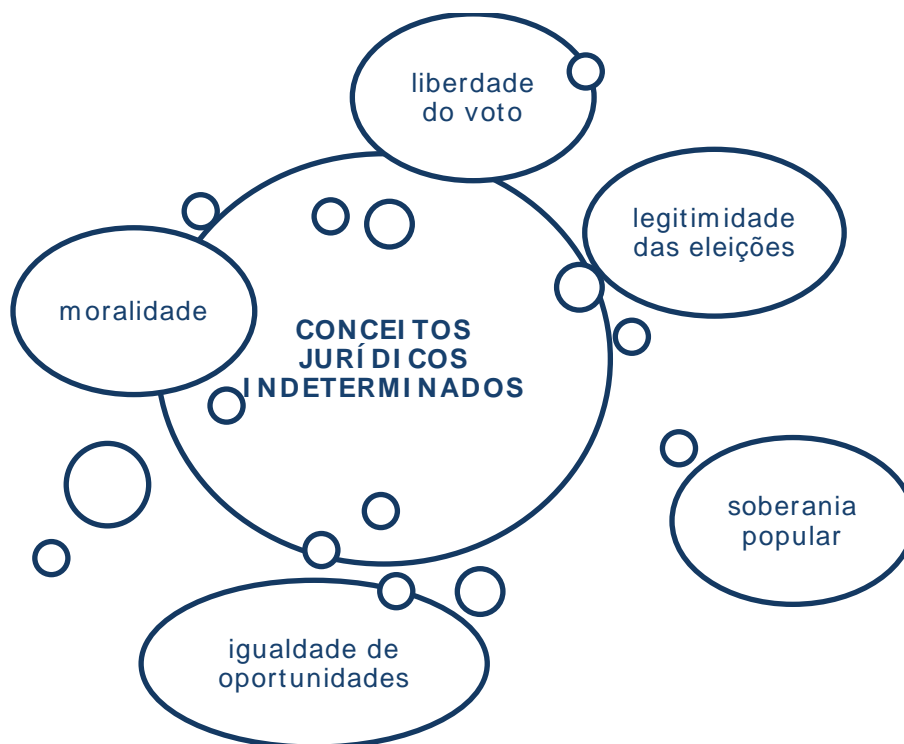 liberdade
do voto
legitimidade
das eleições
moralidade
CONCEITOS
JURÍDICOS
INDETERMINADOS
soberania
popular
igualdade de
oportunidades